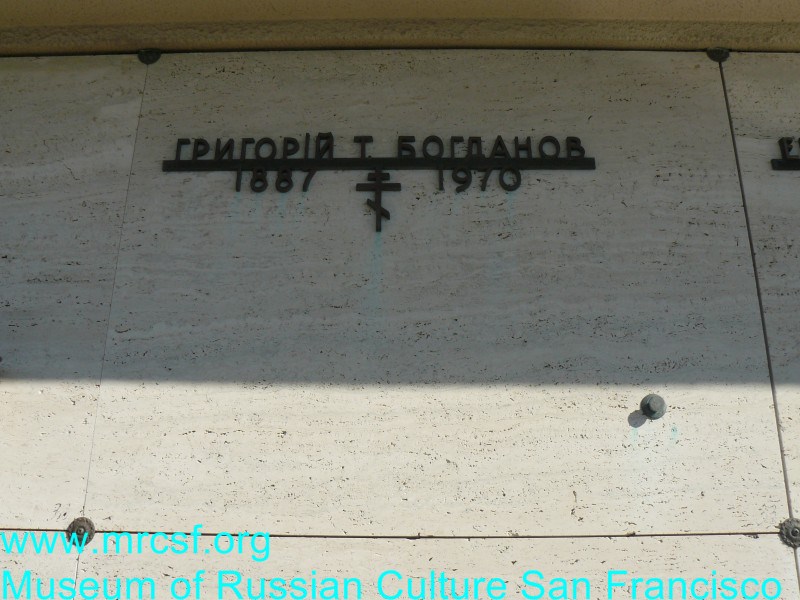 ГРИГОРІЙ Т. БОГДАНОВ
1887 1970
www.mrcsf.org
Museum of Russian Culture San Francisco